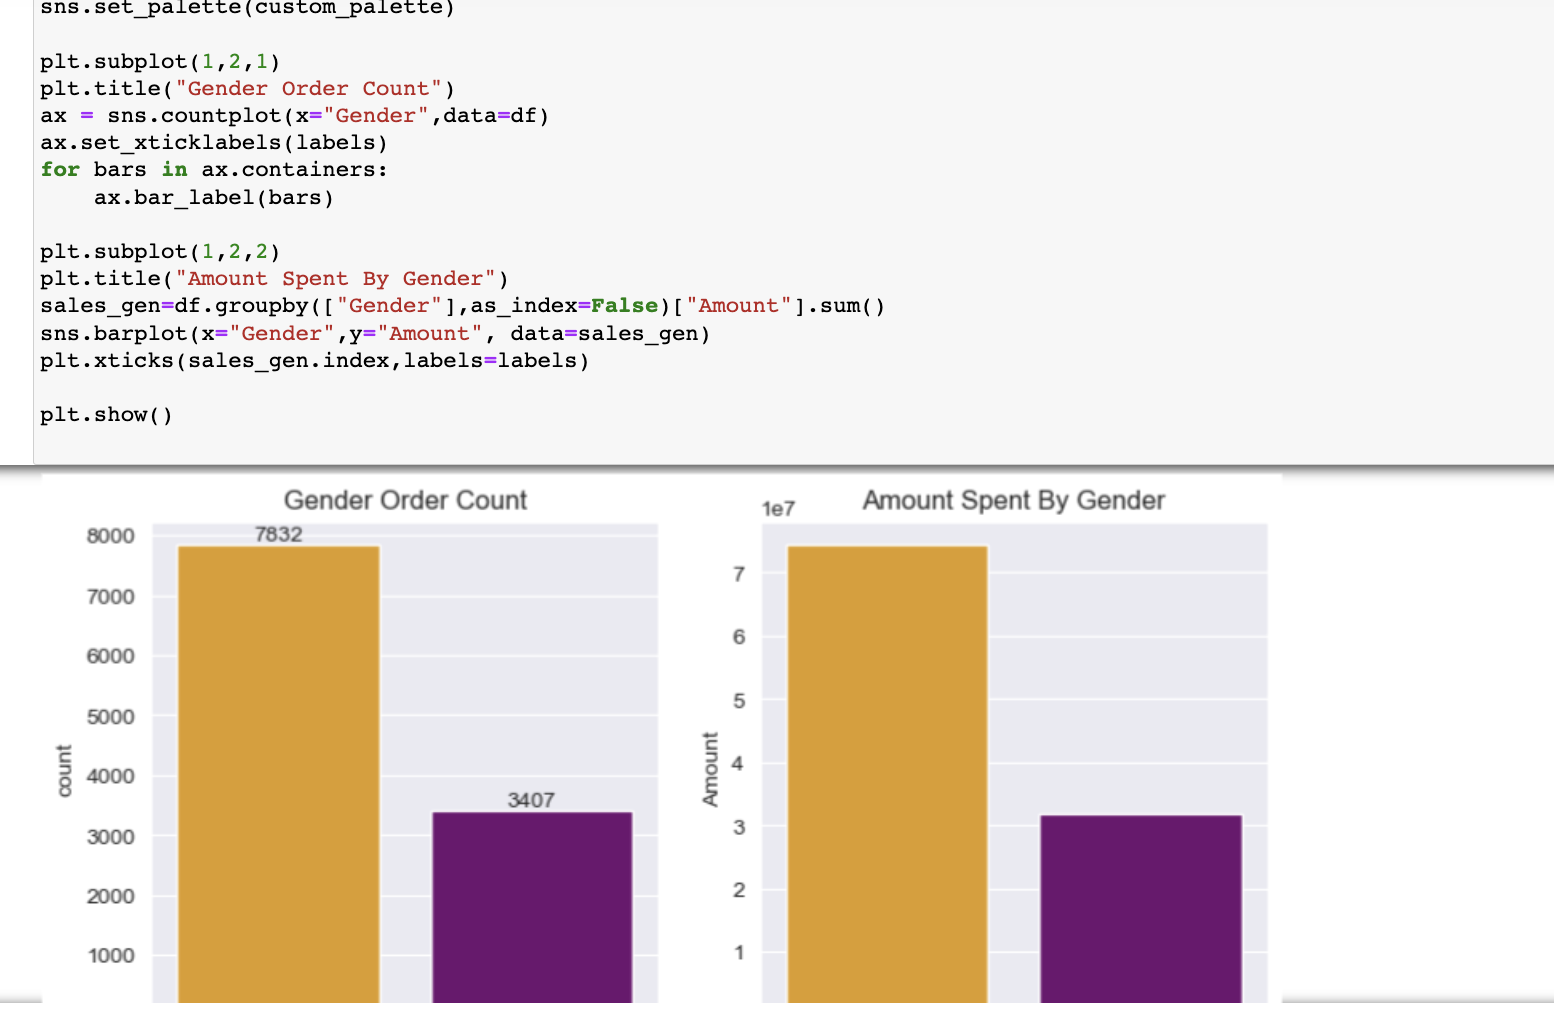 sns.set_palette(custom_palette)
plt.subplot(1,2,1)
plt.title("Gender Order Count")
ax = sns.countplot(x="Gender",data=df)
ax.set_xticklabels(labels)
for bars in ax.containers:
    ax.bar_label(bars)
plt.subplot(1,2,2)
plt.title("Amount Spent By Gender")
sales_gen=df.groupby(["Gender"],as_index=False)["Amount"].sum()
sns.barplot(x="Gender",y="Amount", data=sales_gen)
plt.xticks(sales_gen.index,labels=labels)
plt.show()
Gender Order Count
8000
7000
6000
5000
4000
3000
2000
1000
count
7832
3407
Amount Spent By Gender
1e7
7
6
5
4
3
2
1
Amount